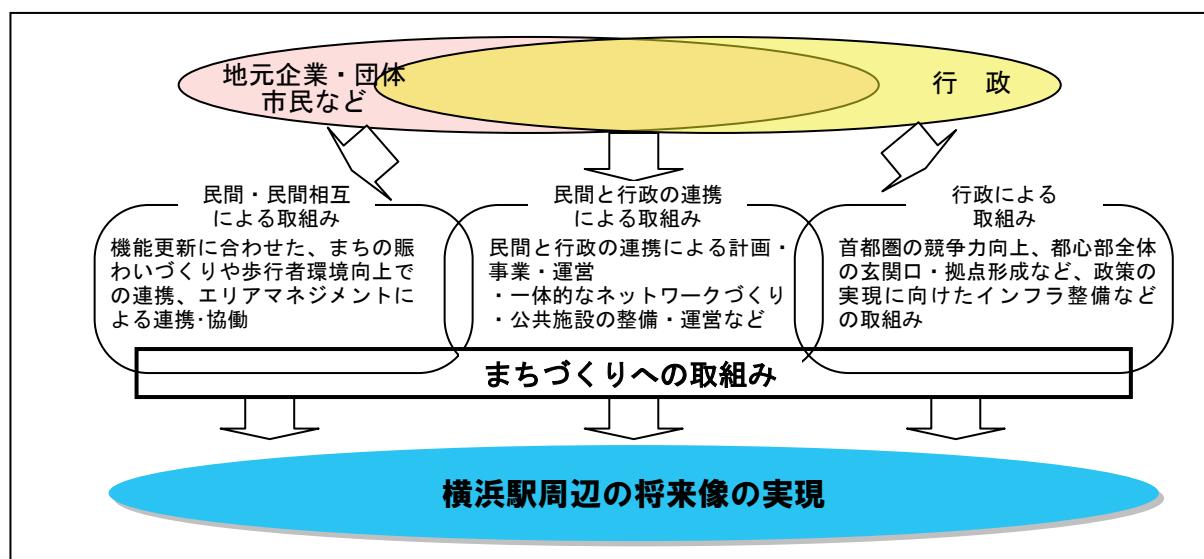 地元企業・団体
市民など
行　政
民間・民間相互
による取組み
機能更新に合わせた、まちの賑
わいづくりや歩行者環境向上で
の連携、エリアマネジメントに
よる連携･協働
民間と行政の連携
による取組み
民間と行政の連携による計画・
事業・運営
・一体的なネットワークづくり
・公共施設の整備・運営など
行政による
取組み
首都圏の競争力向上、都心部全体
の玄関口・拠点形成など、政策の
実現に向けたインフラ整備など
の取組み
まちづくりへの取組み
横浜駅周辺の将来像の実現